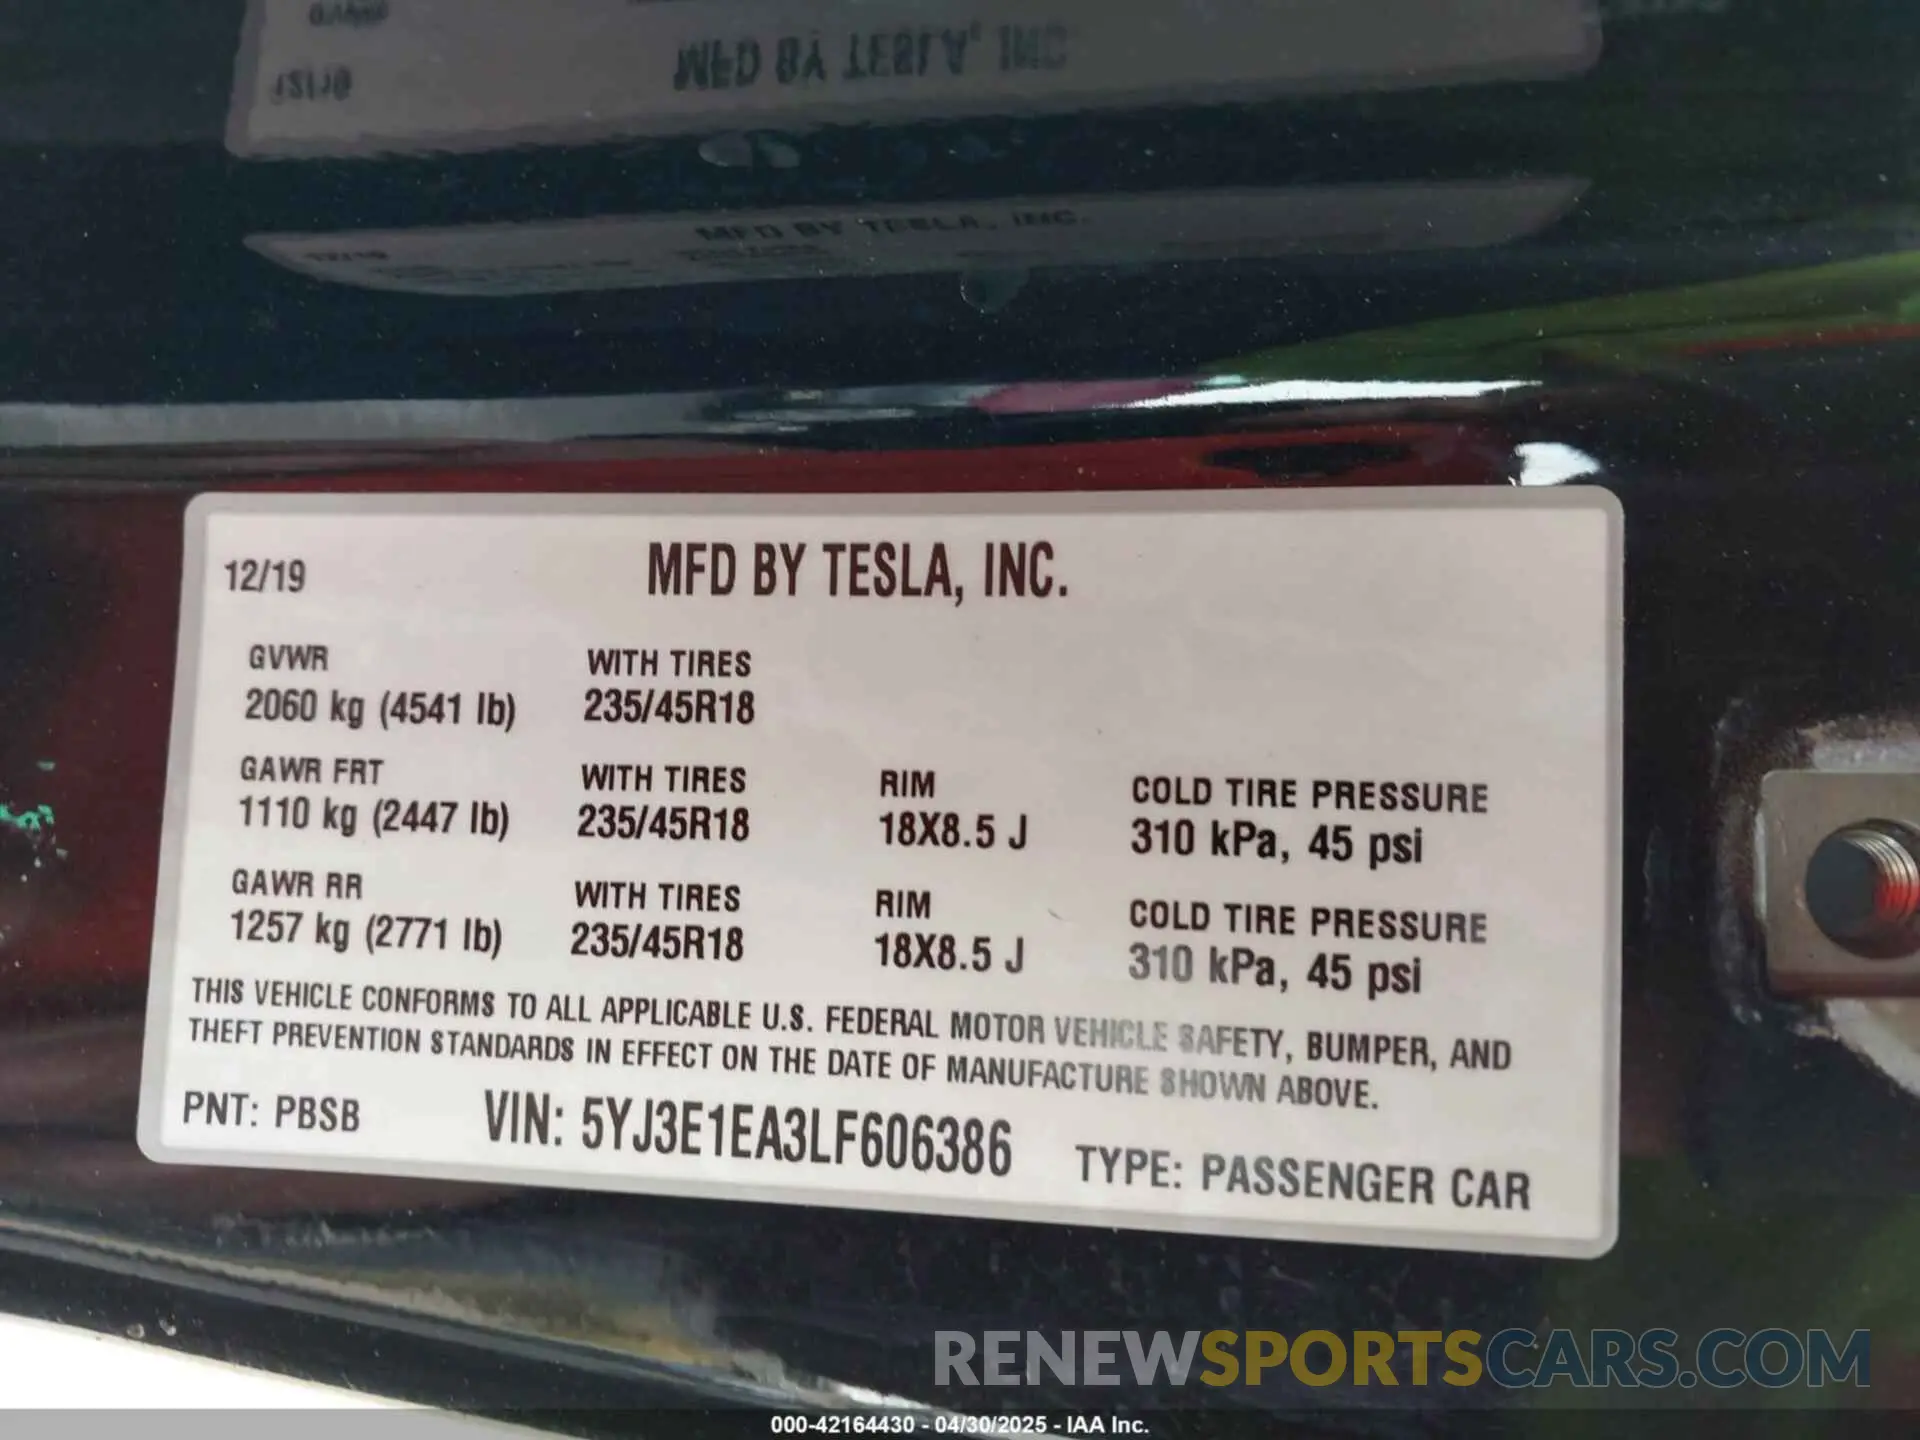 MFD BY TESLA, INC
12/19
MFD BY TESLA, INC.
12/19
12/19 MFD BY TESLA, INC.
GVWR WITH TIRES
2060 kg (4541 lb) 235/45R18
GAWR FRT WITH TIRES RIM COLD TIRE PRESSURE
1110 kg (2447 lb) 235/45R18 18X8.5 J 310 kPa, 45 psi
GAWR RR WITH TIRES RIM COLD TIRE PRESSURE
1257 kg (2771 lb) 235/45R18 18X8.5 J 310 kPa, 45 psi
THIS VEHICLE CONFORMS TO ALL APPLICABLE U.S. FEDERAL MOTOR VEHICLE SAFETY, BUMPER, AND
THEFT PREVENTION STANDARDS IN EFFECT ON THE DATE OF MANUFACTURE SHOWN ABOVE.
PNT: PBSB VIN: 5YJ3E1EA3LF606386 TYPE: PASSENGER CAR
RENEWSPORTSCARS.COM
000-42164430 - 04/30/2025 - IAA Inc.